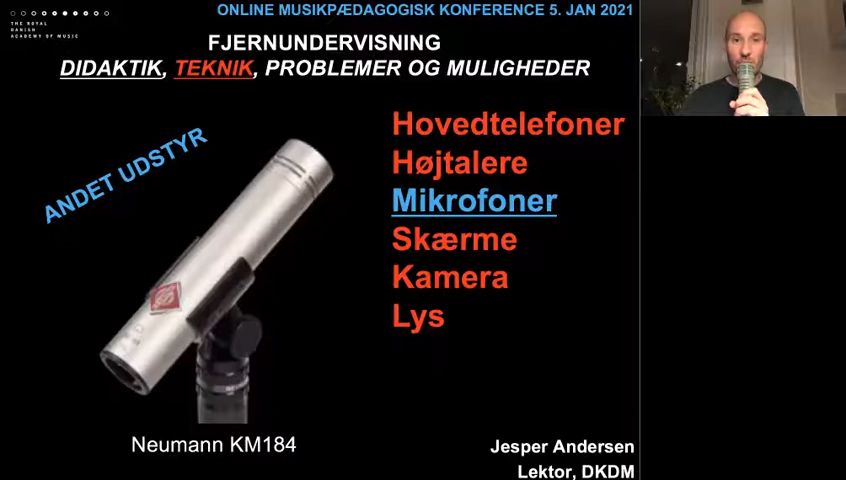 ONLINE MUSIKPÆDAGOGISK KONFERENCE 5. JAN 2021
THE ROYAL
DANISH
ACADEMY OF MUSIC
FJERNUNDERVISNING
DIDAKTIK, TEKNIK, PROBLEMER OG MULIGHEDER
ANDET UDSTYR
Hovedtelefoner
Højtalere
Mikrofoner
Skærme
Kamera
Lys
Neumann KM184
Jesper Andersen
Lektor, DKDM